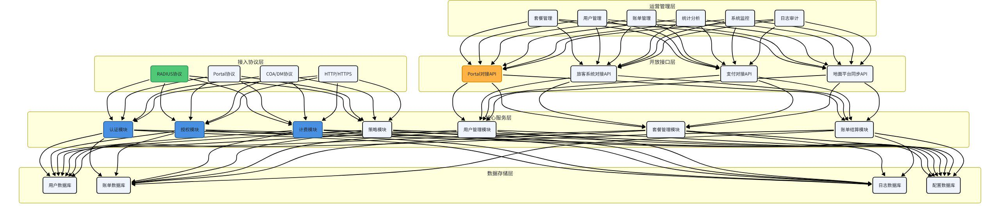 运营管理层
套餐管理
用户管理
账单管理
统计分析
系统监控
日志审计
接入协议层
RADIUS协议
Portal协议
COA/DM协议
HTTP/HTTPS
开放接口层
Portal对接API
旅客系统对接API
支付对接API
地面平台同步API
核心服务层
认证模块
授权模块
计费模块
策略模块
用户管理模块
套餐管理模块
账单结算模块
数据存储层
用户数据库
账单数据库
日志数据库
配置数据库